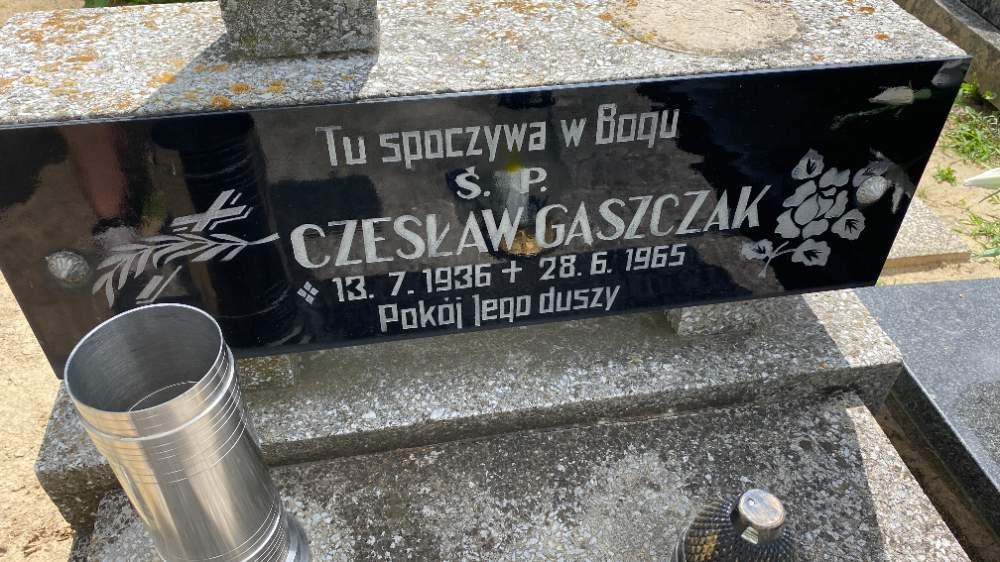 Tu spoczywa w Bogu
Ś. P.
CZESŁAW GASZCZAK
13. 7. 1936 + 28. 6. 1965
Pokój Jego duszy